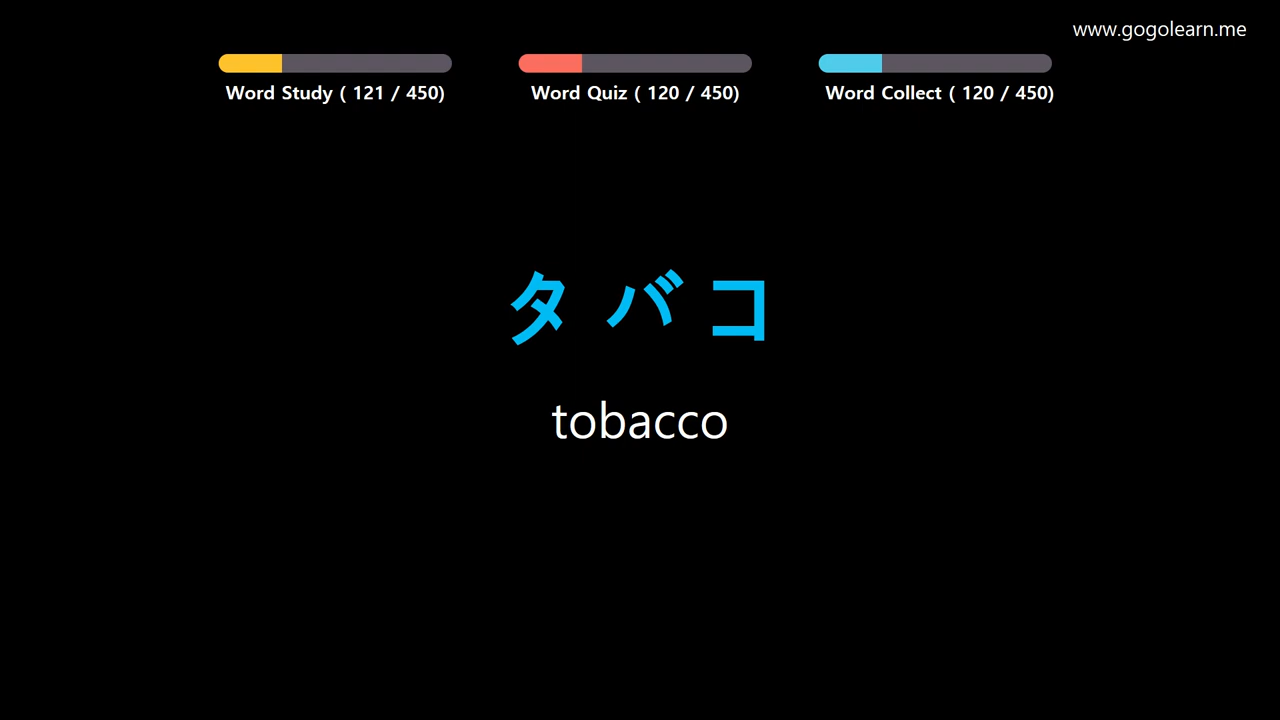 www.gogolearn.me
Word Study ( 121 / 450)
Word Quiz ( 120 / 450)
Word Collect ( 120 / 450)
タバコ
tobacco